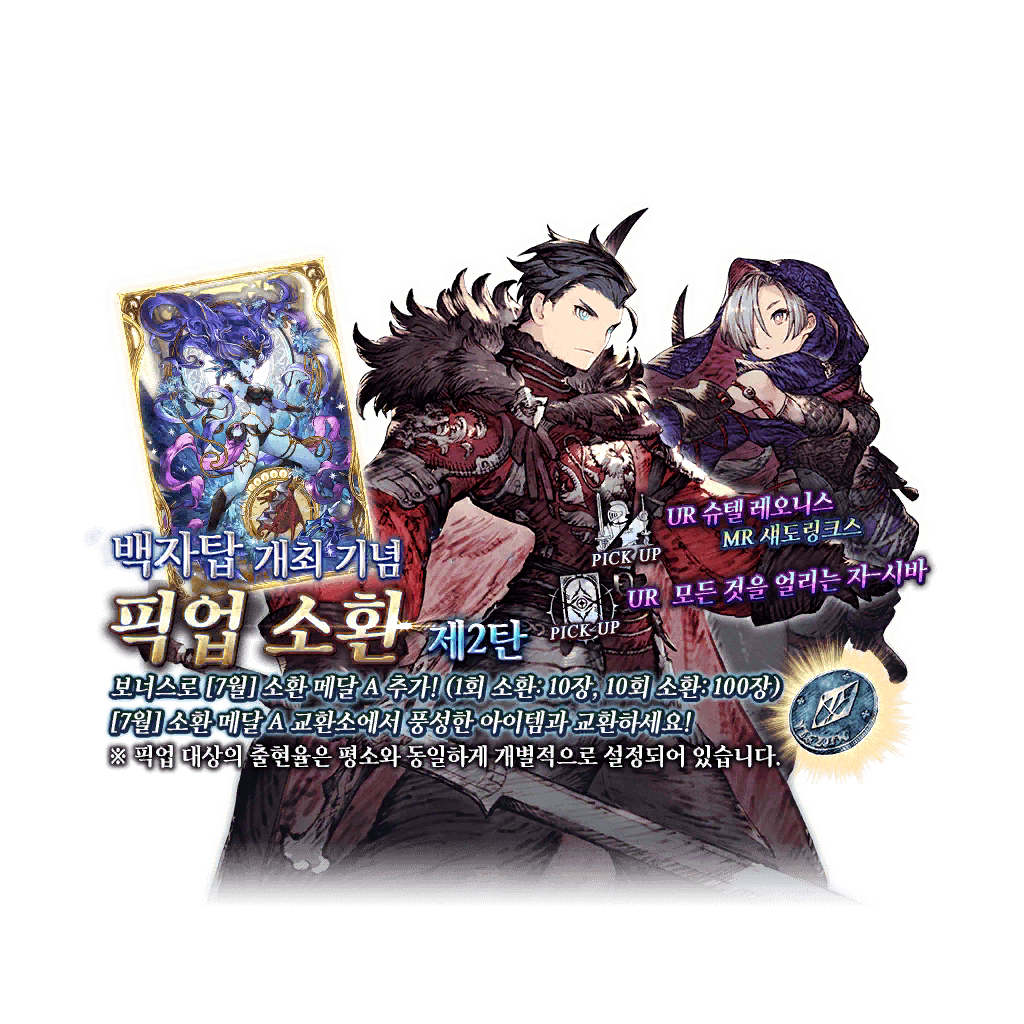 UR 슈텔 레오니스
MR 섀도링크스
PICK UP
UR 모든 것을 얼리는 자-시바
PICK-UP
백자탑 개최 기념
픽업 소환 제2탄
보너스로 [7월] 소환 메달 A 추가! (1회 소환: 10장, 10회 소환: 100장)
[7월] 소환 메달 A 교환소에서 풍성한 아이템과 교환하세요!
※ 픽업 대상의 출현율은 평소와 동일하게 개별적으로 설정되어 있습니다.